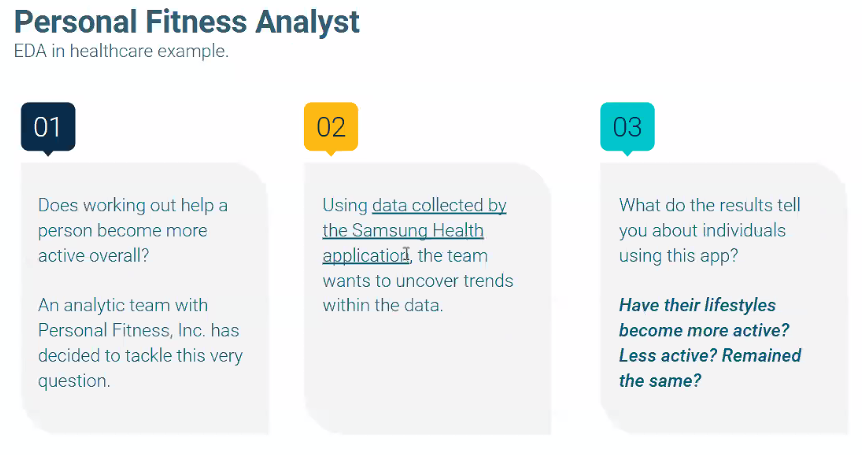 Personal Fitness Analyst
EDA in healthcare example.
01
Does working out help a
person become more
active overall?
An analytic team with
Personal Fitness, Inc. has
decided to tackle this very
question.
02
Using data collected by
the Samsung Health
application, the team
wants to uncover trends
within the data.
03
What do the results tell
you about individuals
using this app?
Have their lifestyles
become more active?
Less active? Remained
the same?